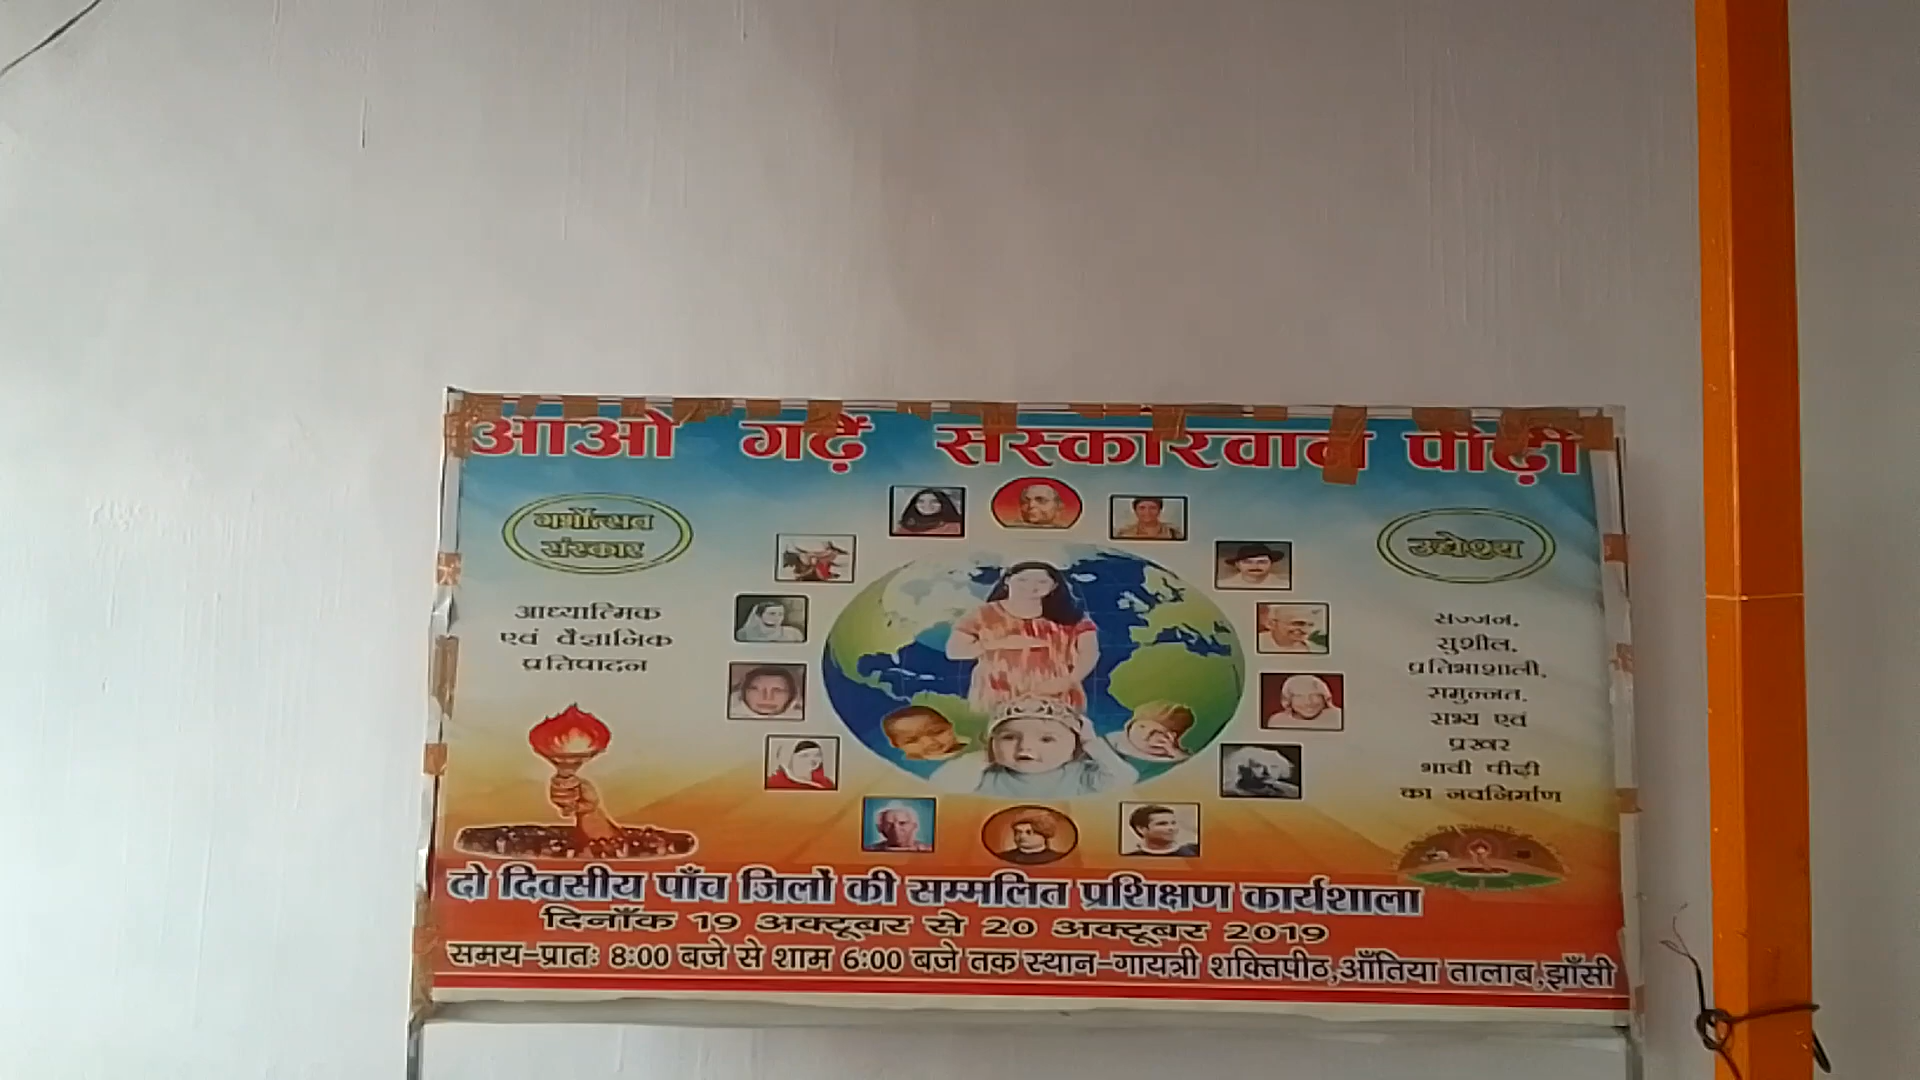 आओ गढ़ें संस्कारवान पीढ़ी
गर्भोत्सव
संस्कार
उद्देश्य
आध्यात्मिक
एवं वैज्ञानिक
प्रतिपादन
सज्जन,
सुशील,
प्रतिभाशाली,
समुन्नत,
सभ्य एवं
प्रखर
भावी पीढ़ी
का नवनिर्माण
दो दिवसीय पाँच जिलों की सम्मलित प्रशिक्षण कार्यशाला
दिनाँक 19 अक्टूबर से 20 अक्टूबर 2019
समय-प्रातः 8:00 बजे से शाम 6:00 बजे तक स्थान-गायत्री शक्तिपीठ,आँतिया तालाब,झाँसी